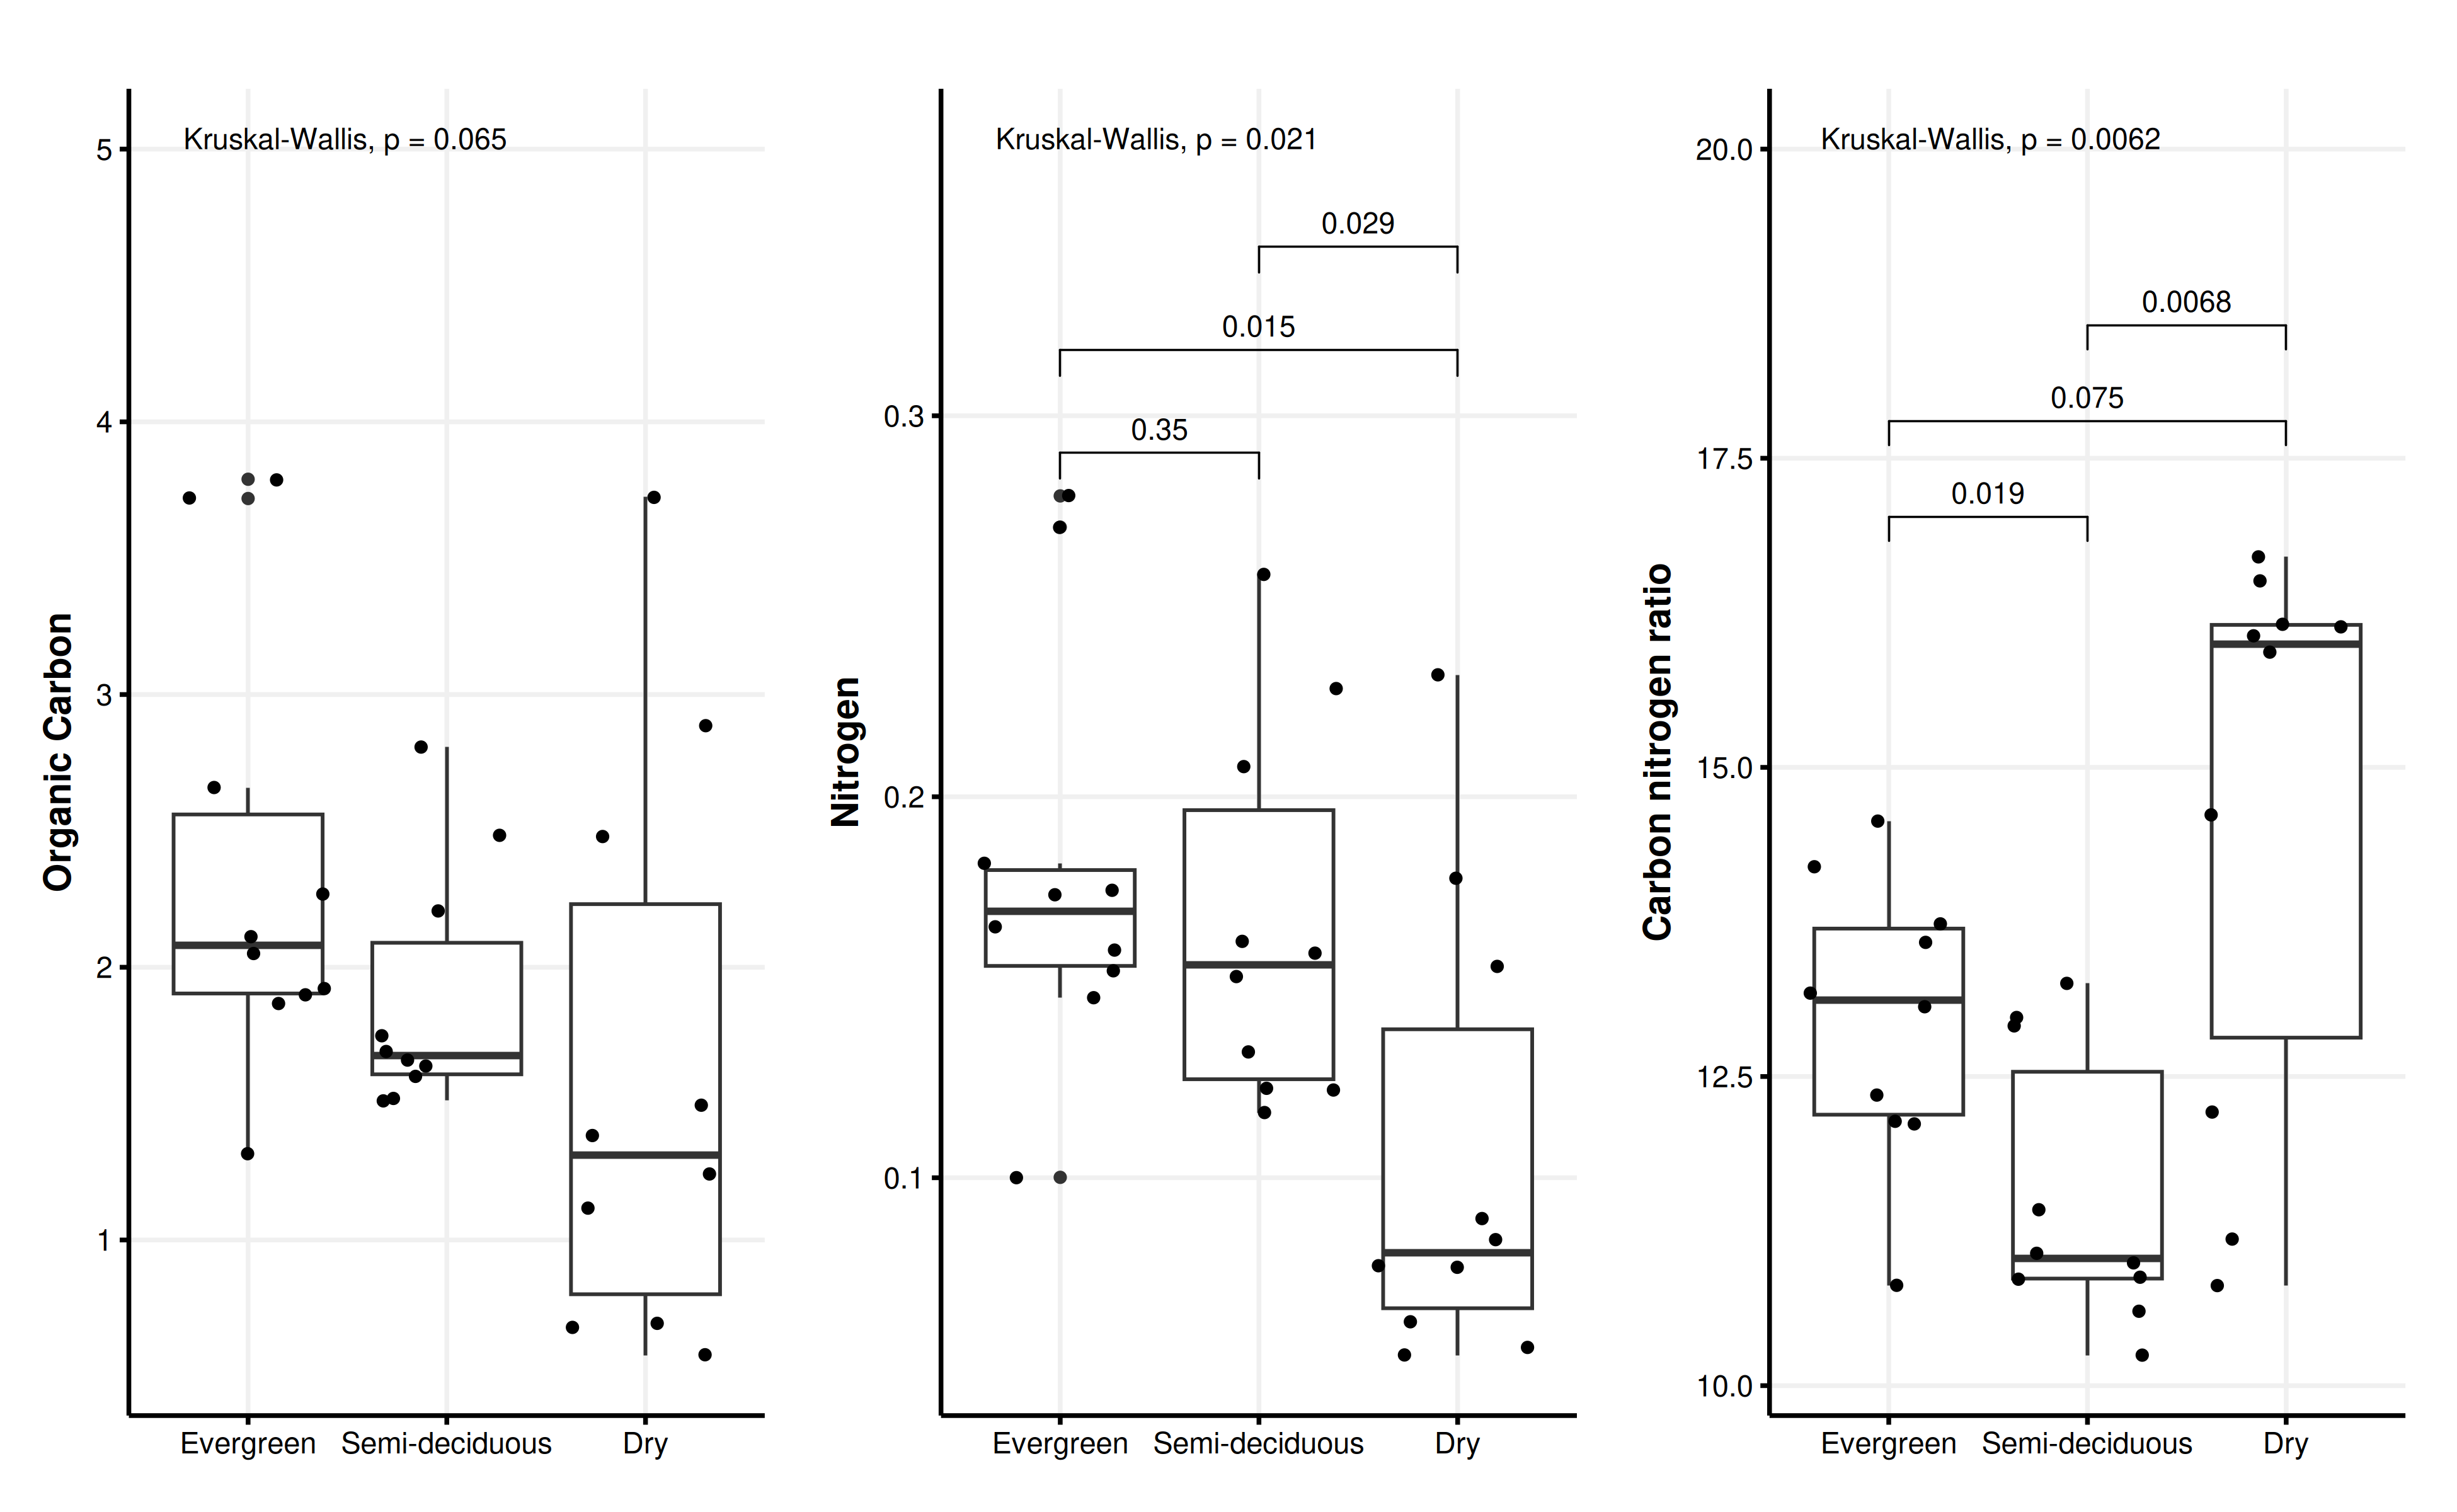 Organic Carbon
Kruskal-Wallis, p = 0.065
5
4
3
2
1
Evergreen Semi-deciduous Dry
Nitrogen
Kruskal-Wallis, p = 0.021
0.029
0.015
0.35
0.3
0.2
0.1
Evergreen Semi-deciduous Dry
Carbon nitrogen ratio
Kruskal-Wallis, p = 0.0062
0.0068
0.075
0.019
20.0
17.5
15.0
12.5
10.0
Evergreen Semi-deciduous Dry